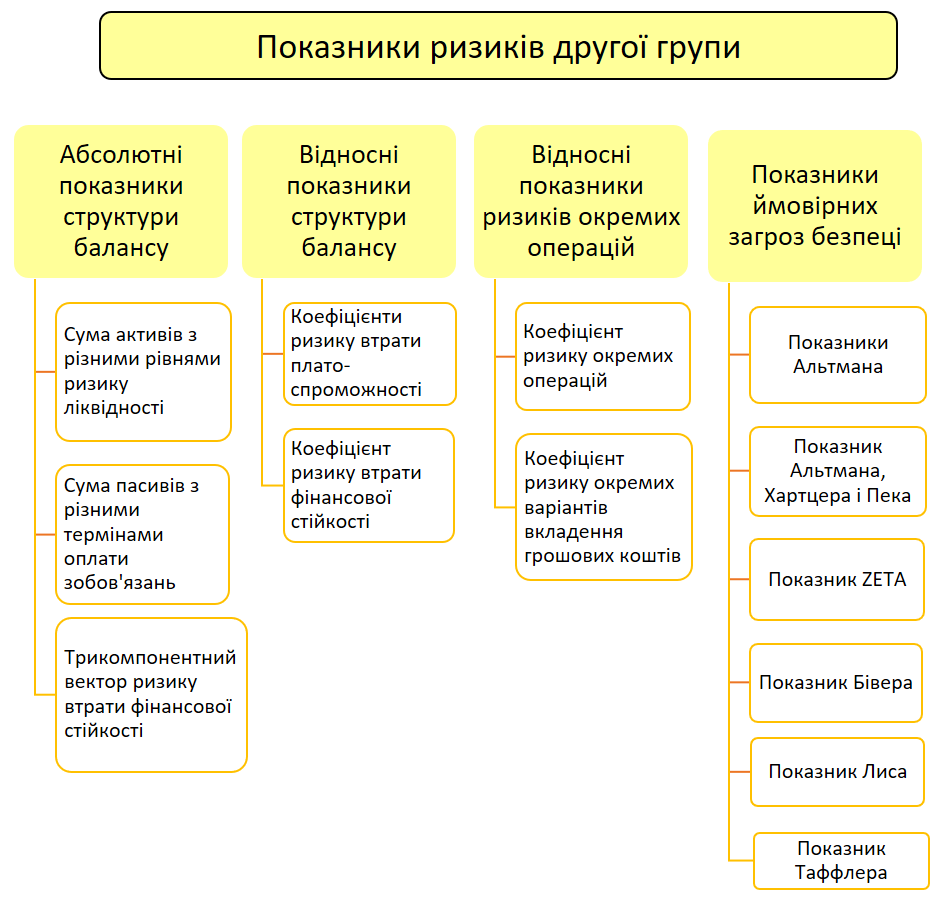 Показники ризиків другої групи
Абсолютні
показники
структури
балансу
Сума активів з
різними рівнями
ризику
ліквідності
Сума пасивів з
різними
термінами
оплати
зобов'язань
Трикомпонентний
вектор ризику
втрати фінансової
стійкості
Відносні
показники
структури
балансу
Коефіцієнти
ризику втрати
плато-
спроможності
Коефіцієнт
ризику втрати
фінансової
стійкості
Відносні
показники
ризиків окремих
операцій
Коефіцієнт
ризику окремих
операцій
Коефіцієнт
ризику окремих
варіантів
вкладення
грошових коштів
Показники
ймовірних
загроз безпеці
Показники
Альтмана
Показник
Альтмана,
Хартцера і Пека
Показник ZETA
Показник Бівера
Показник Лиса
Показник
Таффлера